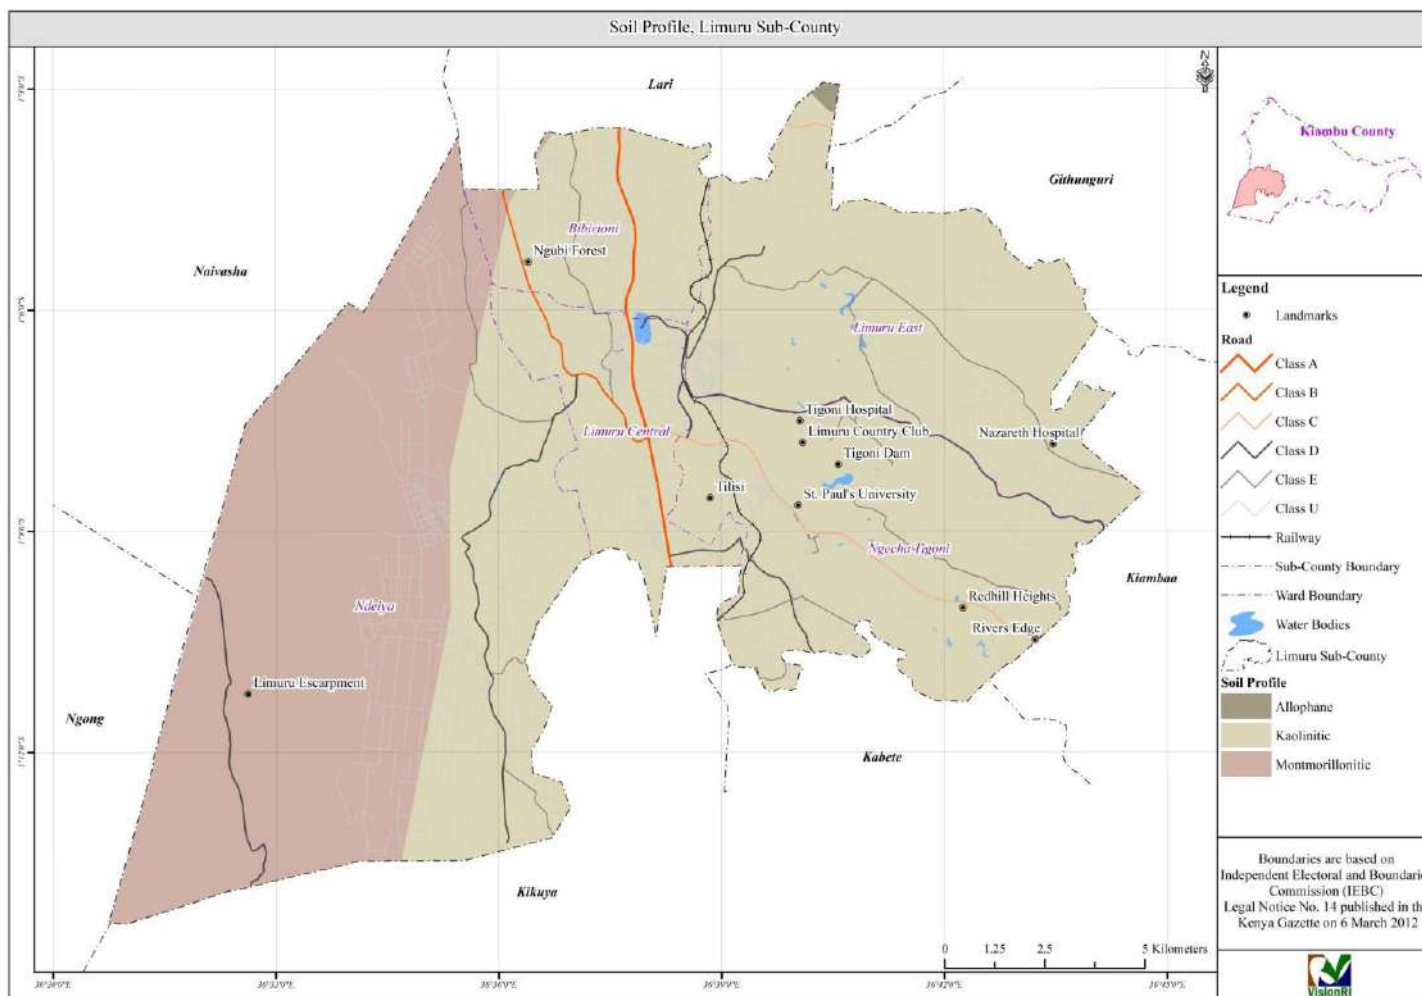 Soil Profile, Limuru Sub-County
Lari
Githunguri
Naivasha
Bibirioni
Ngubi Forest
Limuru East
Tigoni Hospital
Limuru Country Club
Nazareth Hospital
Limuru Central
Tigoni Dam
Tilisi
St. Paul's University
Ngecha Tigoni
Kiambaa
Ndeiya
Redhill Heights
Rivers Edge
Limuru Escarpment
Ngong
Kabete
Kikuya
0 1.25 2.5 5 Kilometers
N
Kiambu County
Legend
Landmarks
Road
Class A
Class B
Class C
Class D
Class E
Class U
Railway
Sub-County Boundary
Ward Boundary
Water Bodies
Limuru Sub-County
Soil Profile
Allophane
Kaolinitic
Montmorillonitic
Boundaries are based on
Independent Electoral and Boundarie
Commission (IEBC)
Legal Notice No. 14 published in th
Kenya Gazette on 6 March 2012
VisionRI